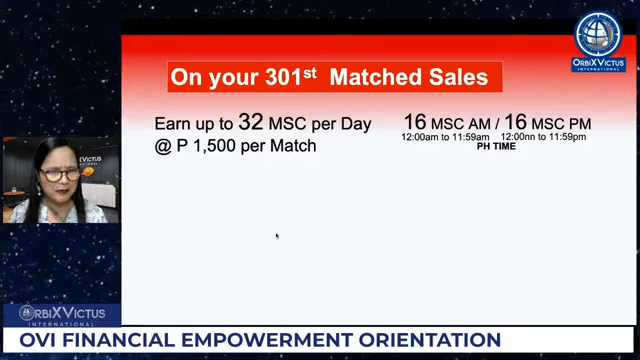 ORBIXVICTUS
INTERNATIONAL
On your 301st Matched Sales
Earn up to 32 MSC per Day
@ P 1,500 per Match
16 MSC AM / 16 MSC PM
12:00am to 11:59am 12:00nn to 11:59pm
PH TIME
ORBIXVICTUS
INTERNATIONAL
OVI FINANCIAL EMPOWERMENT ORIENTATION